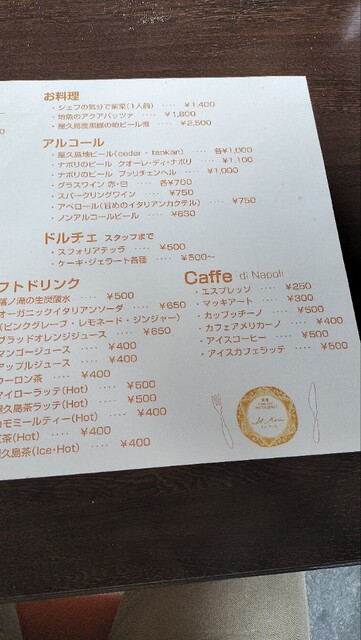 お料理
・シェフの気分で前菜(1人前) ････ ¥1,400
・地魚のアクアパッツァ ････ ¥1,800
・屋久島産黒豚の地ビール煮 ････ ¥2,500
アルコール
・屋久島地ビール(ceder ・ tankan) ････ 各¥1,000
・ナポリのビール クオーレ・ディ・ナポリ ････ ¥1,100
・ナポリのビール プッリチェンヘル ････ ¥1,000
・グラスワイン 赤・白 ････ 各¥700
・スパークリングワイン ････ ¥750
・アペロール(甘めのイタリアンカクテル) ････ ¥750
・ノンアルコールビール ････ ¥630
ドルチェ スタッフまで
・スフォリアテッラ ････ ¥500
・ケーキ・ジェラート各種 ････ ¥300～
フトドリンク
落ノ滝の生炭酸水 ････ ¥500
オーガニックイタリアンソーダ ････ ¥650
(ピンクグレープ・レモネード・ジンジャー)
ブラッドオレンジジュース ････ ¥650
マンゴージュース ････ ¥400
アップルジュース ････ ¥400
ウーロン茶 ････ ¥400
マイローラッテ(Hot) ････ ¥500
屋久島茶ラッテ(Hot) ････ ¥500
カモミールティー(Hot) ････ ¥400
紅茶(Hot) ････ ¥400
屋久島茶(Ice・Hot) ････ ¥400
Caffe di Napoli
・エスプレッソ ････ ¥250
・マッキアート ････ ¥300
・カップッチーノ ････ ¥500
・カフェアメリカーノ ････ ¥400
・アイスコーヒー ････ ¥500
・アイスカフェラッテ ････ ¥500